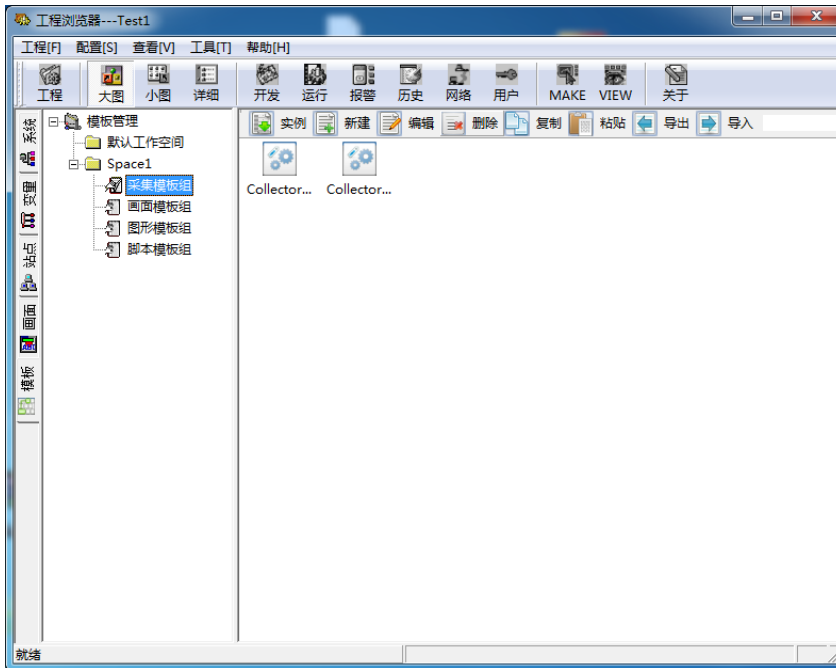 工程浏览器---Test1
工程[F] 配置[S] 查看[V] 工具[T] 帮助[H]
工程 大图 小图 详细 开发 运行 报警 历史 网络 用户 MAKE VIEW 关于
系统
变量
站点
画面
模板
模板管理
默认工作空间
Space1
采集模板组
画面模板组
图形模板组
脚本模板组
实例 新建 编辑 删除 复制 粘贴 导出 导入
Collector... Collector...
就绪